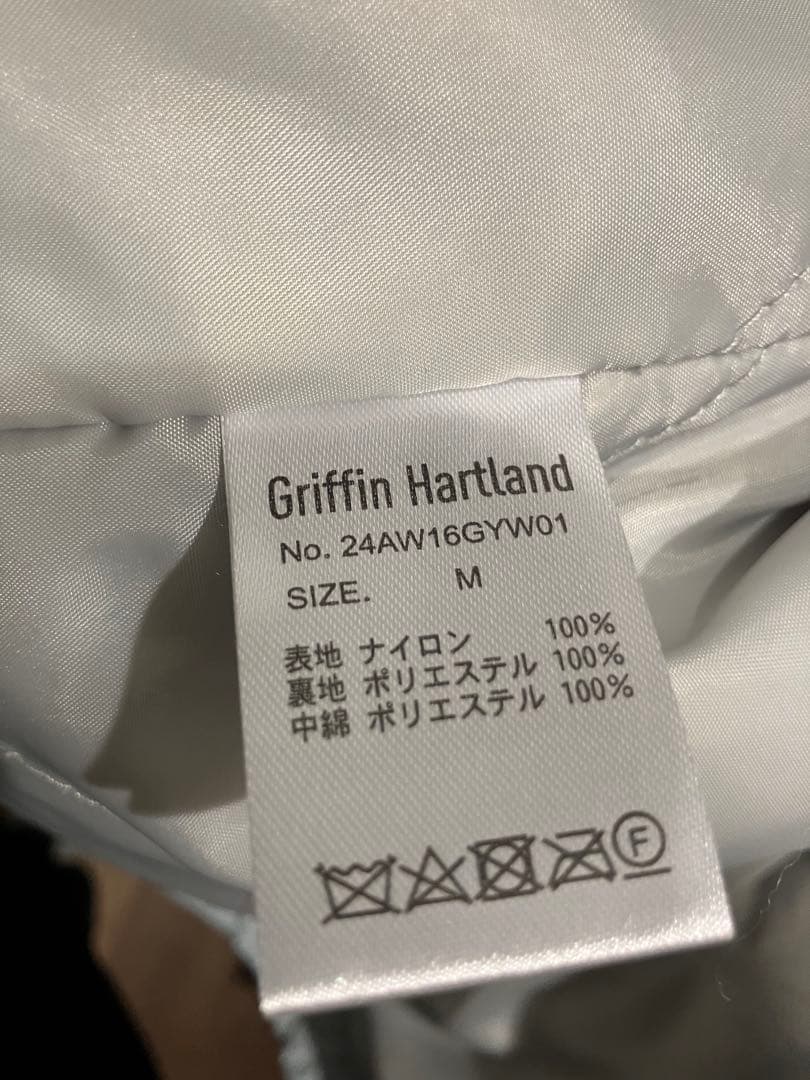 Griffin Hartland
No. 24AW16GYW01
SIZE. M
表地 ナイロン 100%
裏地 ポリエステル 100%
中綿 ポリエステル 100%
F